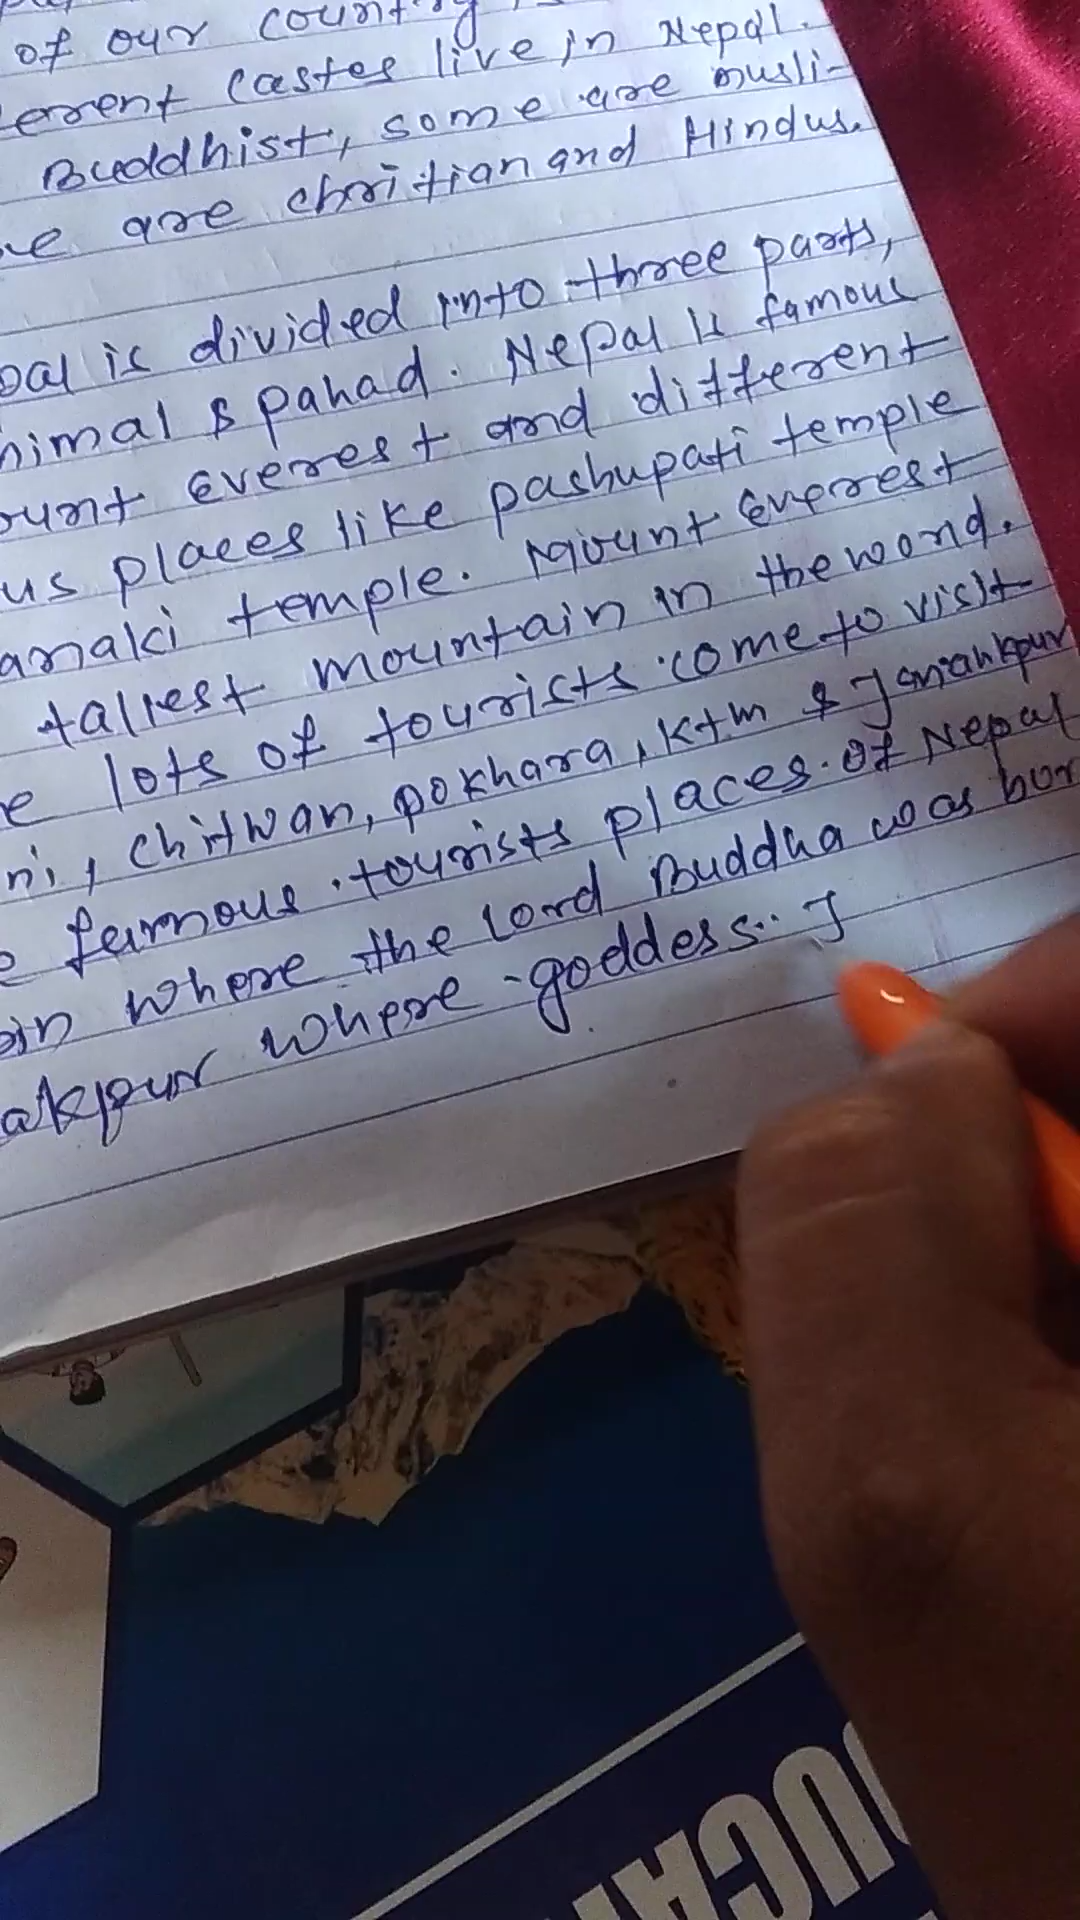 of our country
erent castes live in Nepal.
Buddhist, some are musli-
are chritian and Hindus.
pal is divided into three parts,
himal & pahad. Nepal is famous
ount everest and different
us places like pashupati temple
anaki temple. Mount Everest
tallest mountain in the world.
e lots of tourists come to visit
ni, Chitwan, pokhara, ktm & Janakpur
e famous tourists places of Nepal
in where the lord Buddha was bor
akpur where goddess J
UCA